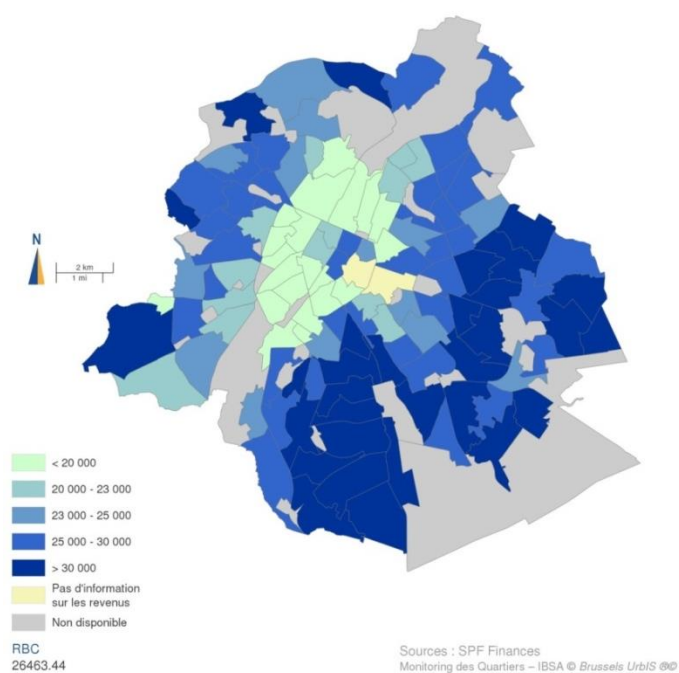 N
2 km
1 mi
< 20 000
20 000 - 23 000
23 000 - 25 000
25 000 - 30 000
> 30 000
Pas d'information
sur les revenus
Non disponible
RBC
26463.44
Sources : SPF Finances
Monitoring des Quartiers – IBSA © Brussels UrbIS ®©